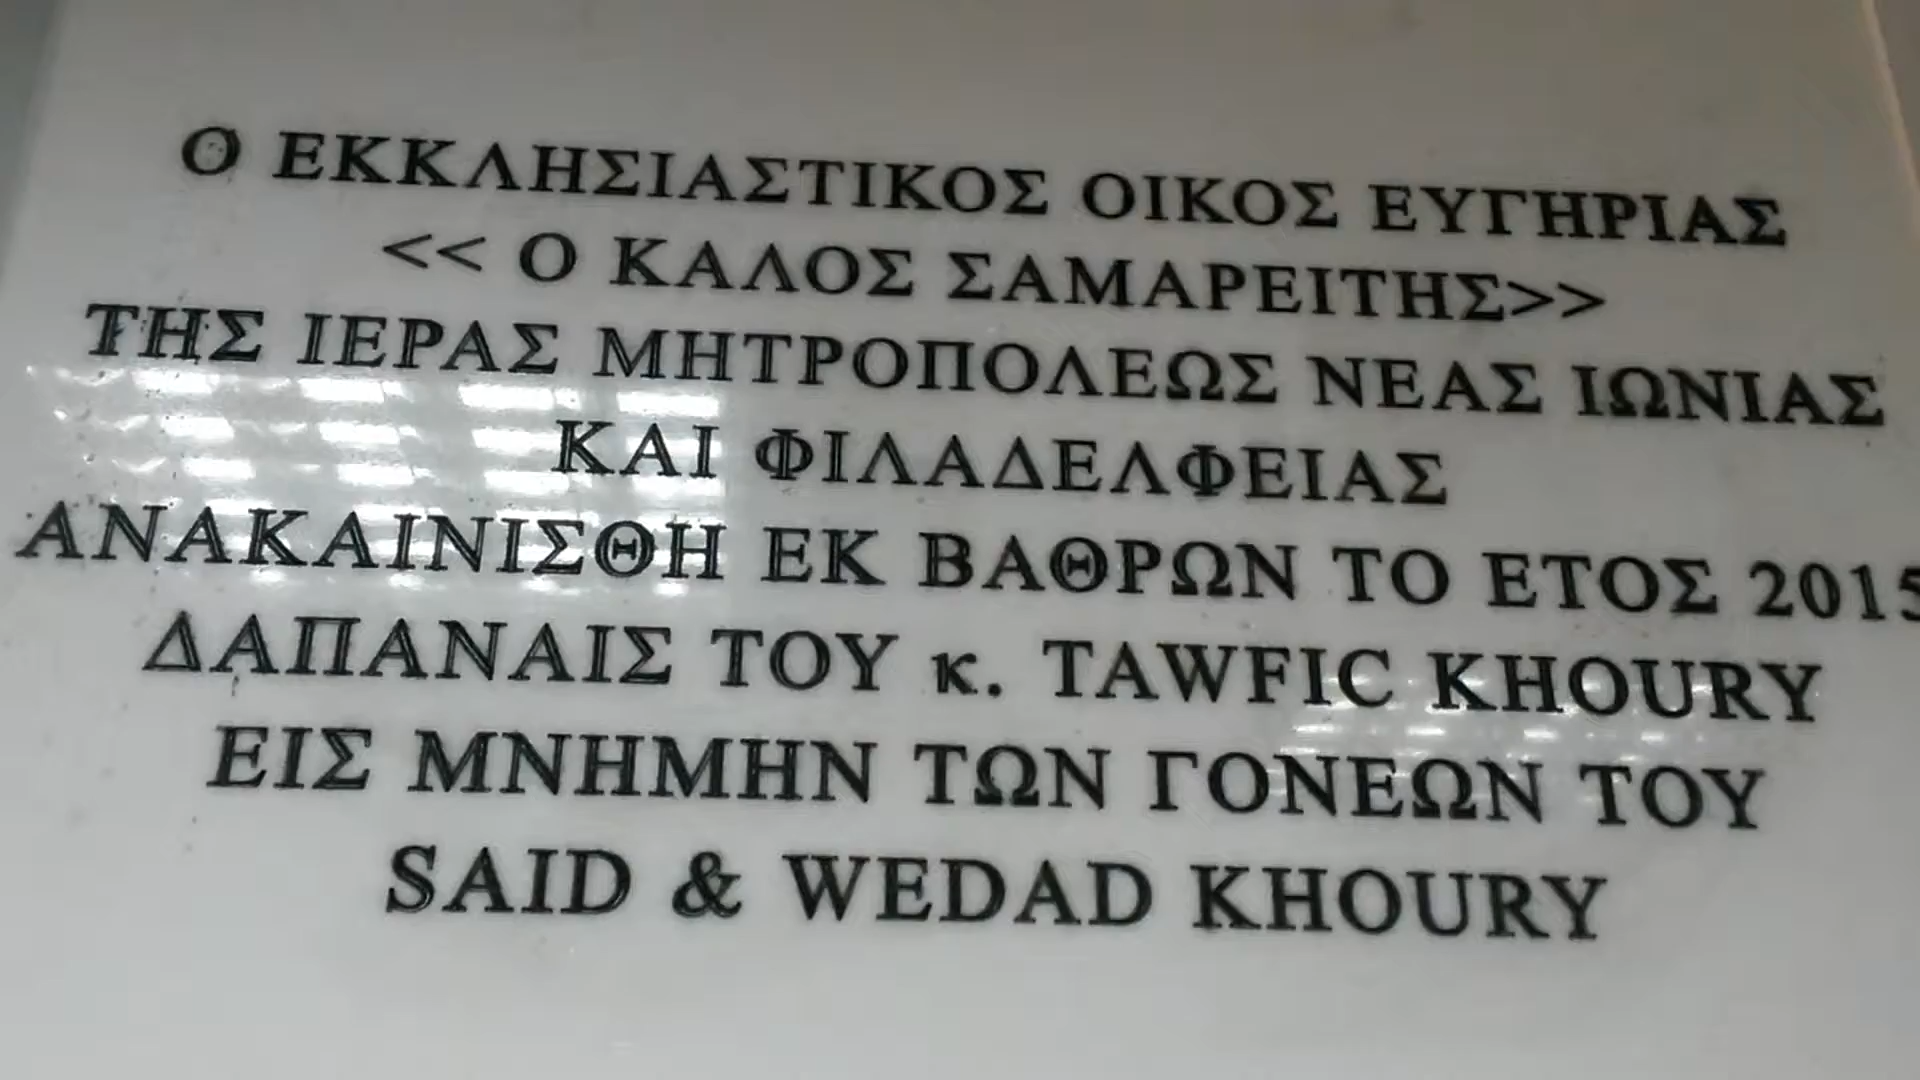 Ο ΕΚΚΛΗΣΙΑΣΤΙΚΟΣ ΟΙΚΟΣ ΕΥΓΗΡΙΑΣ
<< Ο ΚΑΛΟΣ ΣΑΜΑΡΕΙΤΗΣ>>
ΤΗΣ ΙΕΡΑΣ ΜΗΤΡΟΠΟΛΕΩΣ ΝΕΑΣ ΙΩΝΙΑΣ
ΚΑΙ ΦΙΛΑΔΕΛΦΕΙΑΣ
ΑΝΑΚΑΙΝΙΣΘΗ ΕΚ ΒΑΘΡΩΝ ΤΟ ΕΤΟΣ 2015
ΔΑΠΑΝΑΙΣ ΤΟΥ κ. TAWFIC KHOURY
ΕΙΣ ΜΝΗΜΗΝ ΤΩΝ ΓΟΝΕΩΝ ΤΟΥ
SAID & WEDAD KHOURY